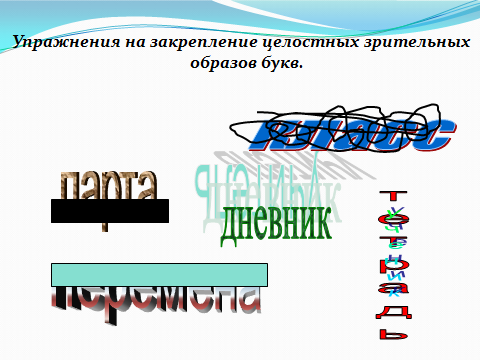 Упражнения на закрепление целостных зрительных
образов букв.
класс
парта
дневник
тетрадь
перемена